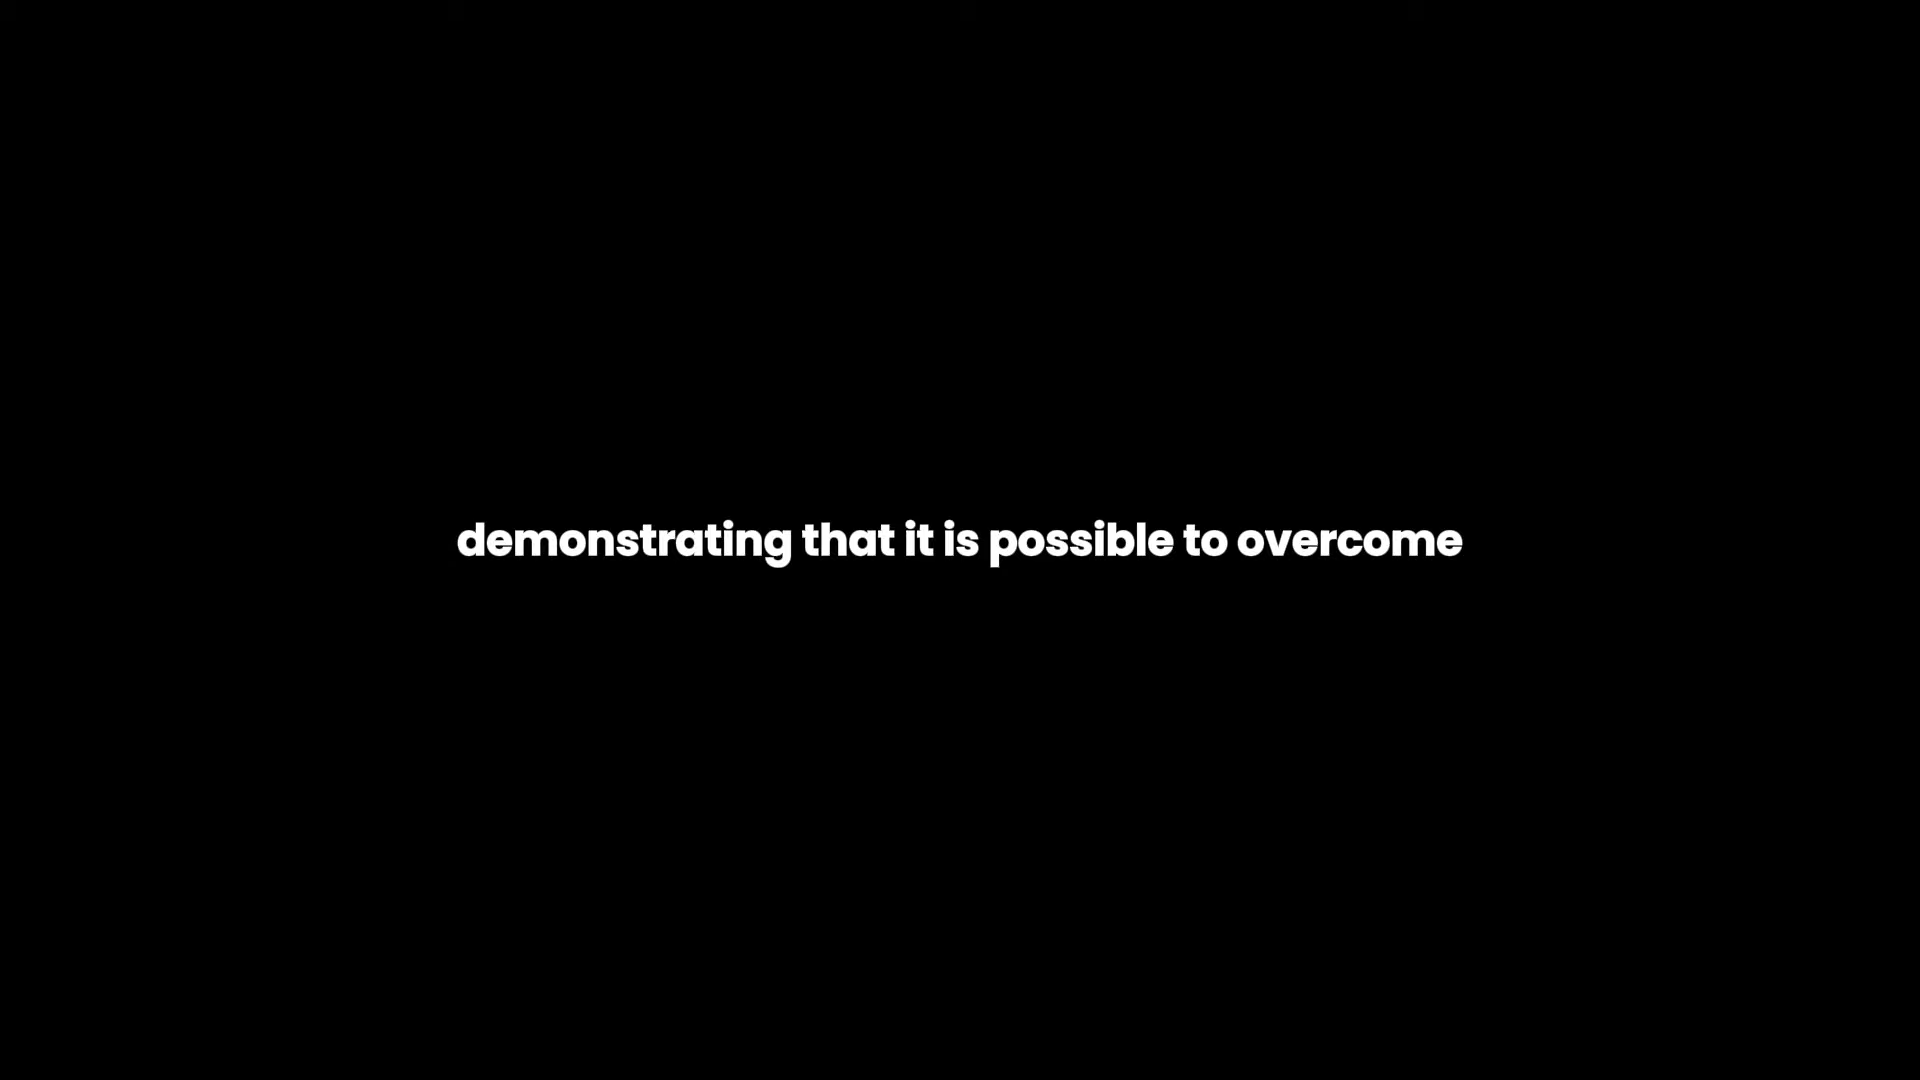 demonstrating that it is possible to overcome